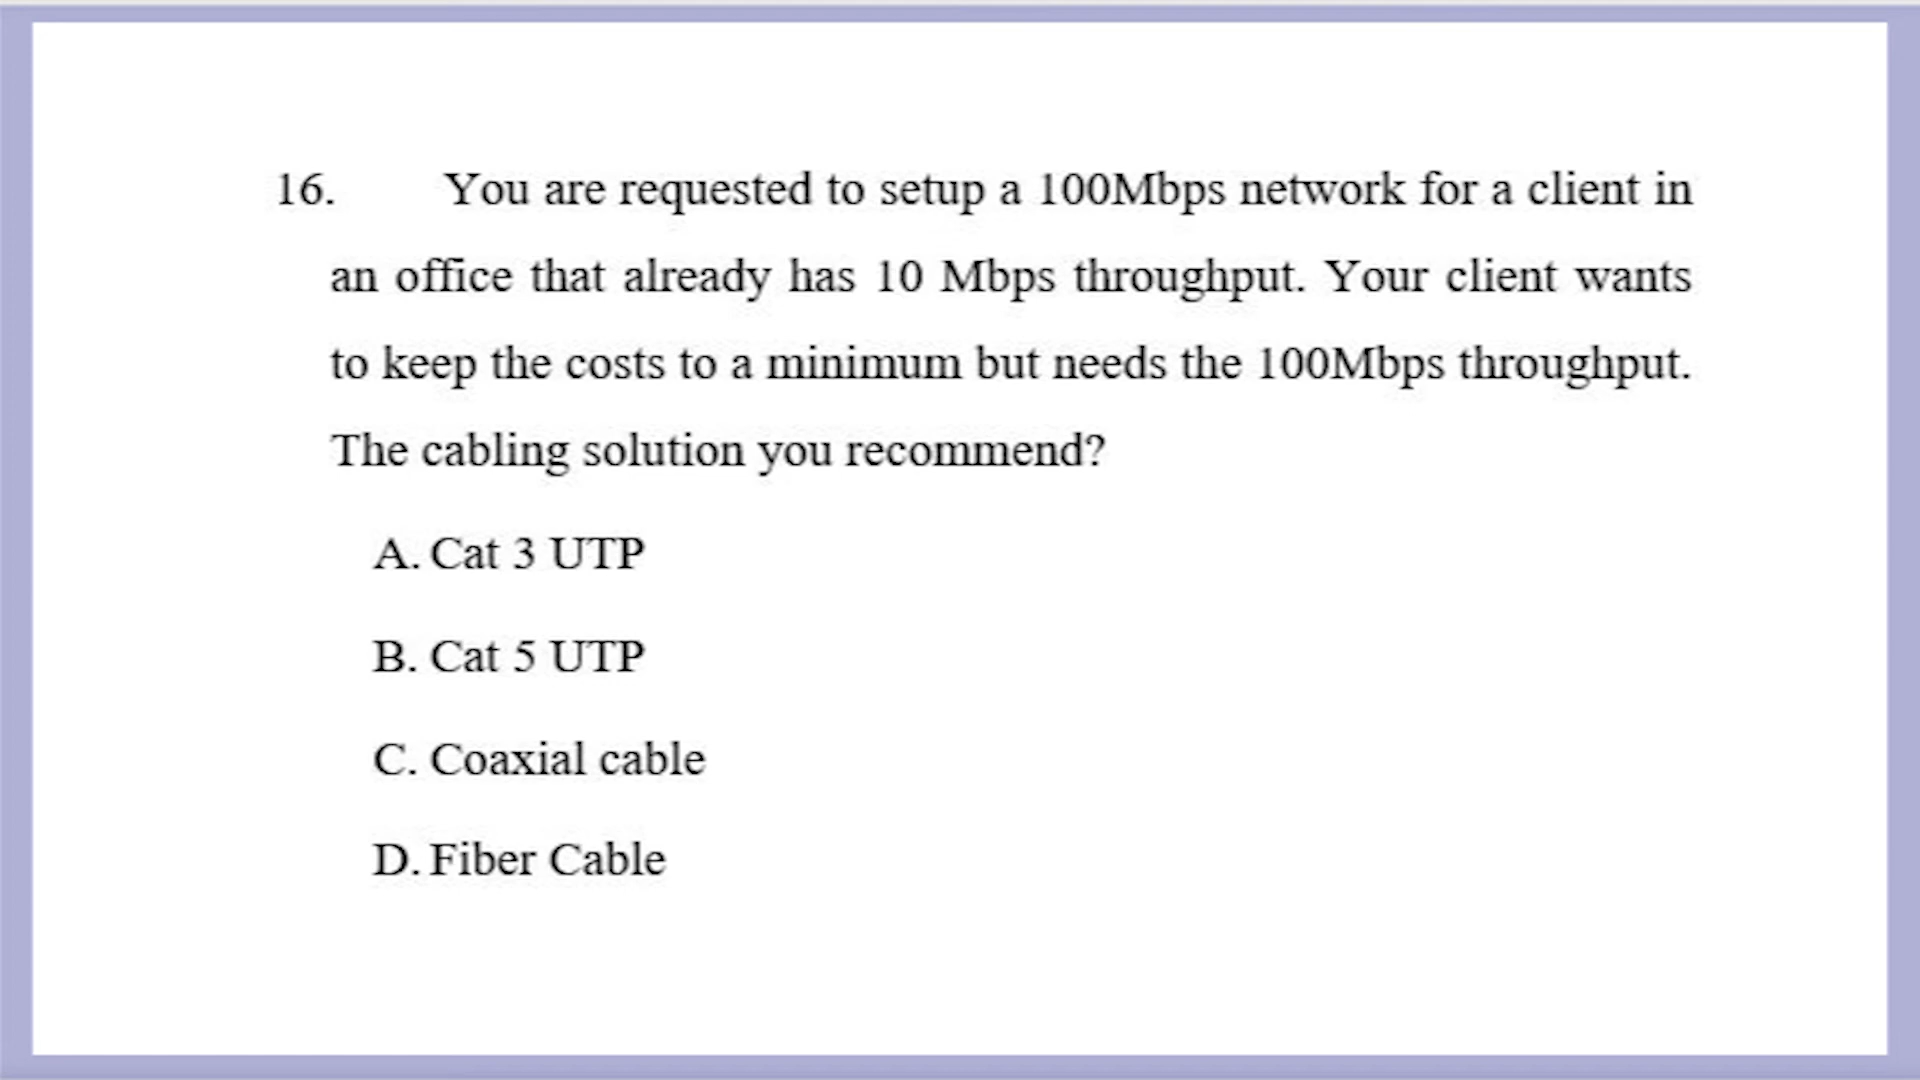 16. You are requested to setup a 100Mbps network for a client in
an office that already has 10 Mbps throughput. Your client wants
to keep the costs to a minimum but needs the 100Mbps throughput.
The cabling solution you recommend?
A. Cat 3 UTP
B. Cat 5 UTP
C. Coaxial cable
D. Fiber Cable